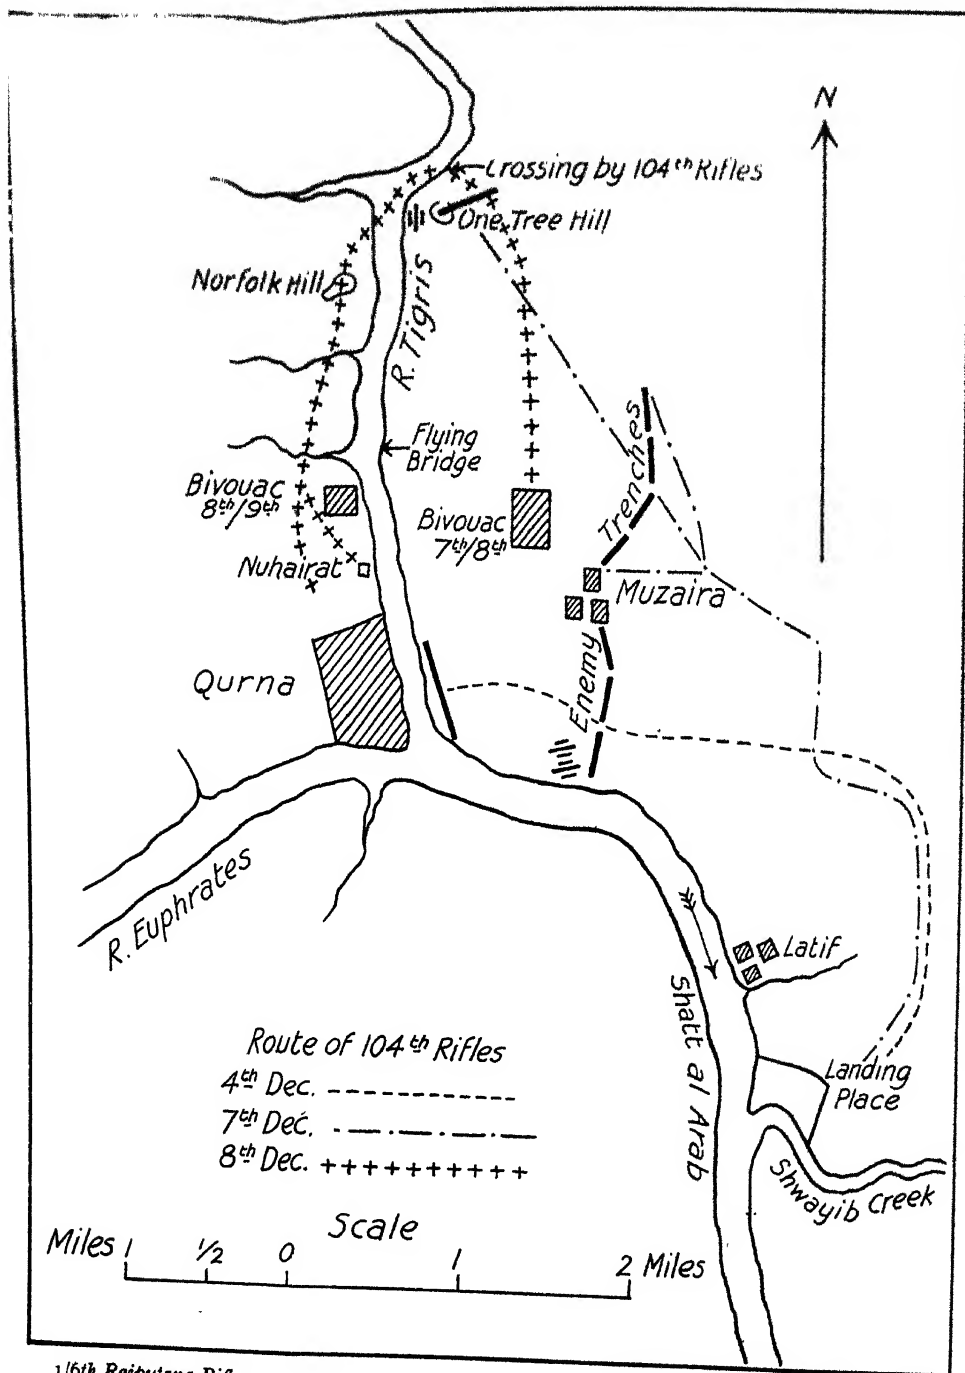 N
Crossing by 104th Rifles
One Tree Hill
Norfolk Hill
R. Tigris
Flying
Bridge
Trenches
Bivouac
8th/9th
Bivouac
7th/8th
Nuhairat
Muzaira
Qurna
Enemy
R. Euphrates
Latif
Shatt al Arab
Landing
Place
Shwayib Creek
Route of 104th Rifles
4th Dec.
7th Dec.
8th Dec.
Scale
Miles 1 1/2 0 1 2 Miles
1/6th